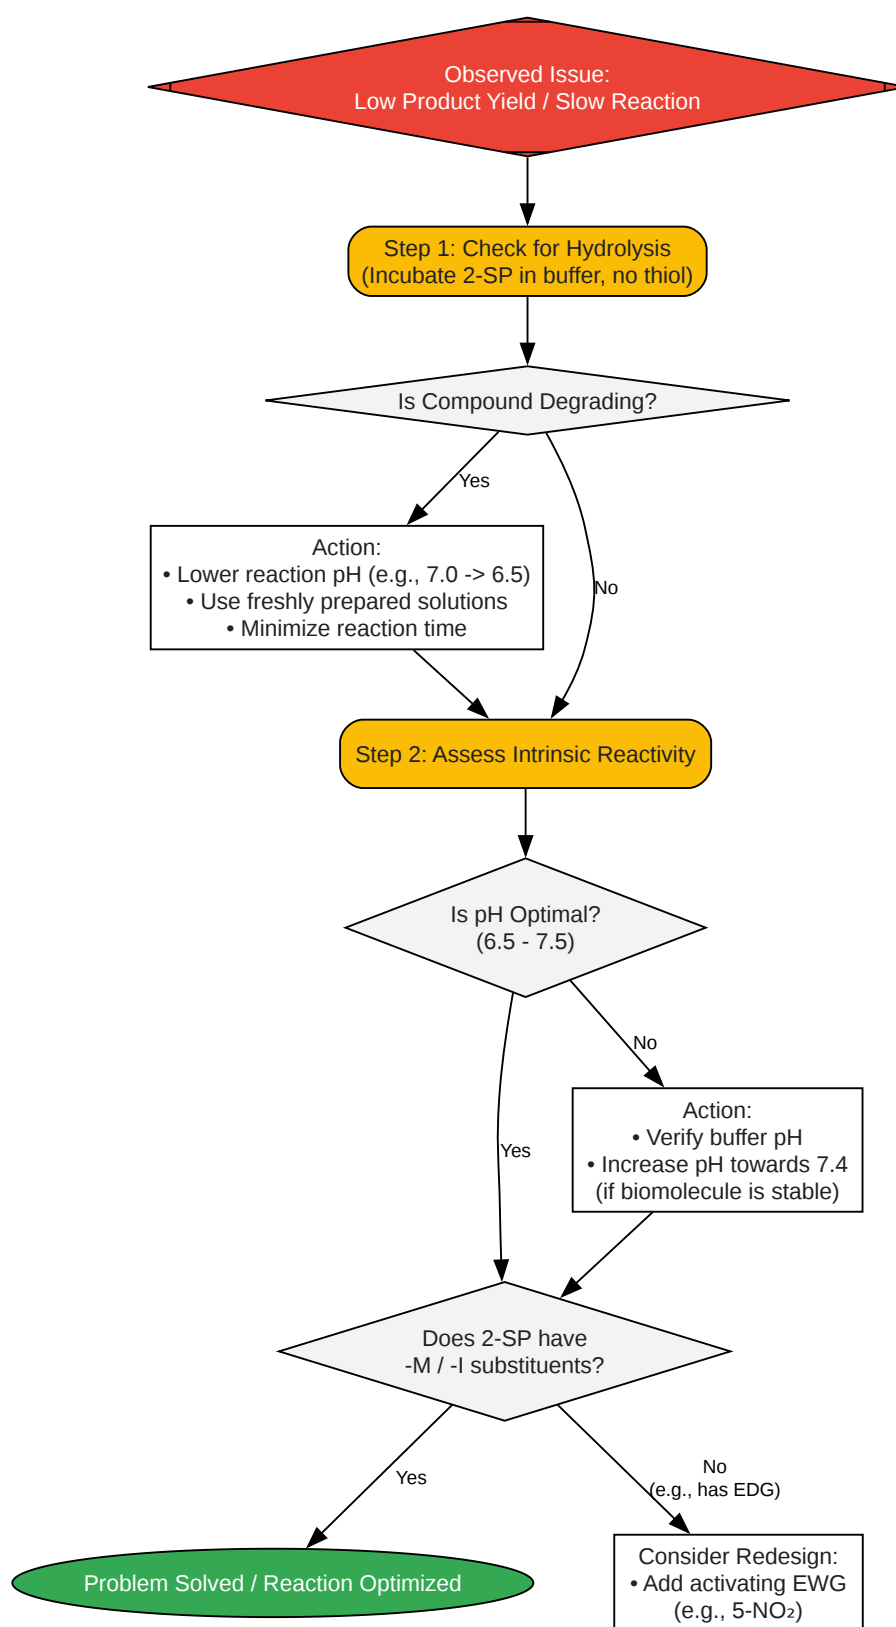 Observed Issue:
Low Product Yield / Slow Reaction
Step 1: Check for Hydrolysis
(Incubate 2-SP in buffer, no thiol)
Is Compound Degrading?
Yes
Action:
• Lower reaction pH (e.g., 7.0 -> 6.5)
• Use freshly prepared solutions
• Minimize reaction time
No
Step 2: Assess Intrinsic Reactivity
Is pH Optimal?
(6.5 - 7.5)
No
Action:
• Verify buffer pH
• Increase pH towards 7.4
(if biomolecule is stable)
Yes
Does 2-SP have
-M / -I substituents?
Yes
No
(e.g., has EDG)
Problem Solved / Reaction Optimized
Consider Redesign:
• Add activating EWG
(e.g., 5-NO₂)